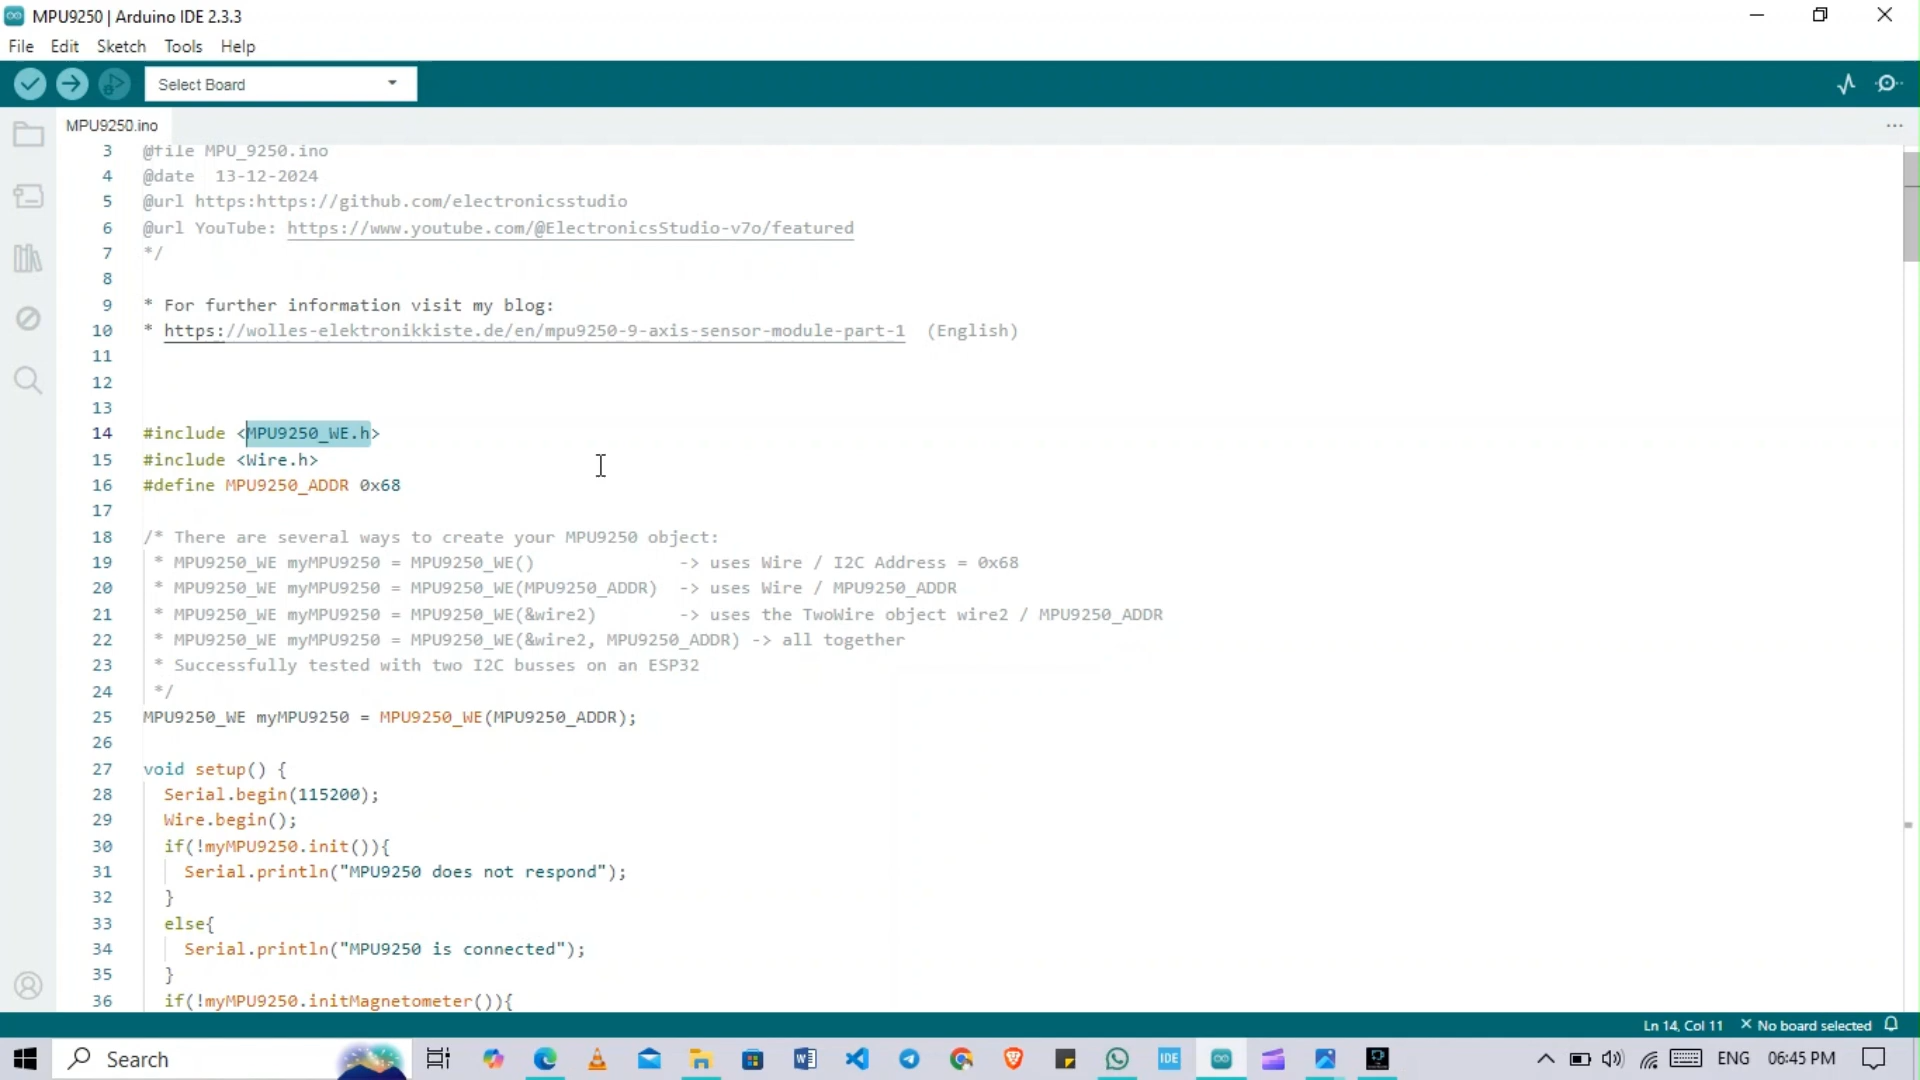 MPU9250 | Arduino IDE 2.3.3
File Edit Sketch Tools Help
Select Board
MPU9250.ino
3 @file MPU_9250.ino
4 @date  13-12-2024
5 @url https:https://github.com/electronicsstudio
6 @url YouTube: https://www.youtube.com/@ElectronicsStudio-v7o/featured
7 */
8
9 * For further information visit my blog:
10 * https://wolles-elektronikkiste.de/en/mpu9250-9-axis-sensor-module-part-1  (English)
11
12
13
14 #include <MPU9250_WE.h>
15 #include <Wire.h>
16 #define MPU9250_ADDR 0x68
17
18 /* There are several ways to create your MPU9250 object:
19  * MPU9250_WE myMPU9250 = MPU9250_WE()              -> uses Wire / I2C Address = 0x68
20  * MPU9250_WE myMPU9250 = MPU9250_WE(MPU9250_ADDR)  -> uses Wire / MPU9250_ADDR
21  * MPU9250_WE myMPU9250 = MPU9250_WE(&wire2)        -> uses the TwoWire object wire2 / MPU9250_ADDR
22  * MPU9250_WE myMPU9250 = MPU9250_WE(&wire2, MPU9250_ADDR) -> all together
23  * Successfully tested with two I2C busses on an ESP32
24  */
25 MPU9250_WE myMPU9250 = MPU9250_WE(MPU9250_ADDR);
26
27 void setup() {
28   Serial.begin(115200);
29   Wire.begin();
30   if(!myMPU9250.init()){
31     Serial.println("MPU9250 does not respond");
32   }
33   else{
34     Serial.println("MPU9250 is connected");
35   }
36   if(!myMPU9250.initMagnetometer()){
Ln 14, Col 11 × No board selected
Search IDE ENG 06:45 PM